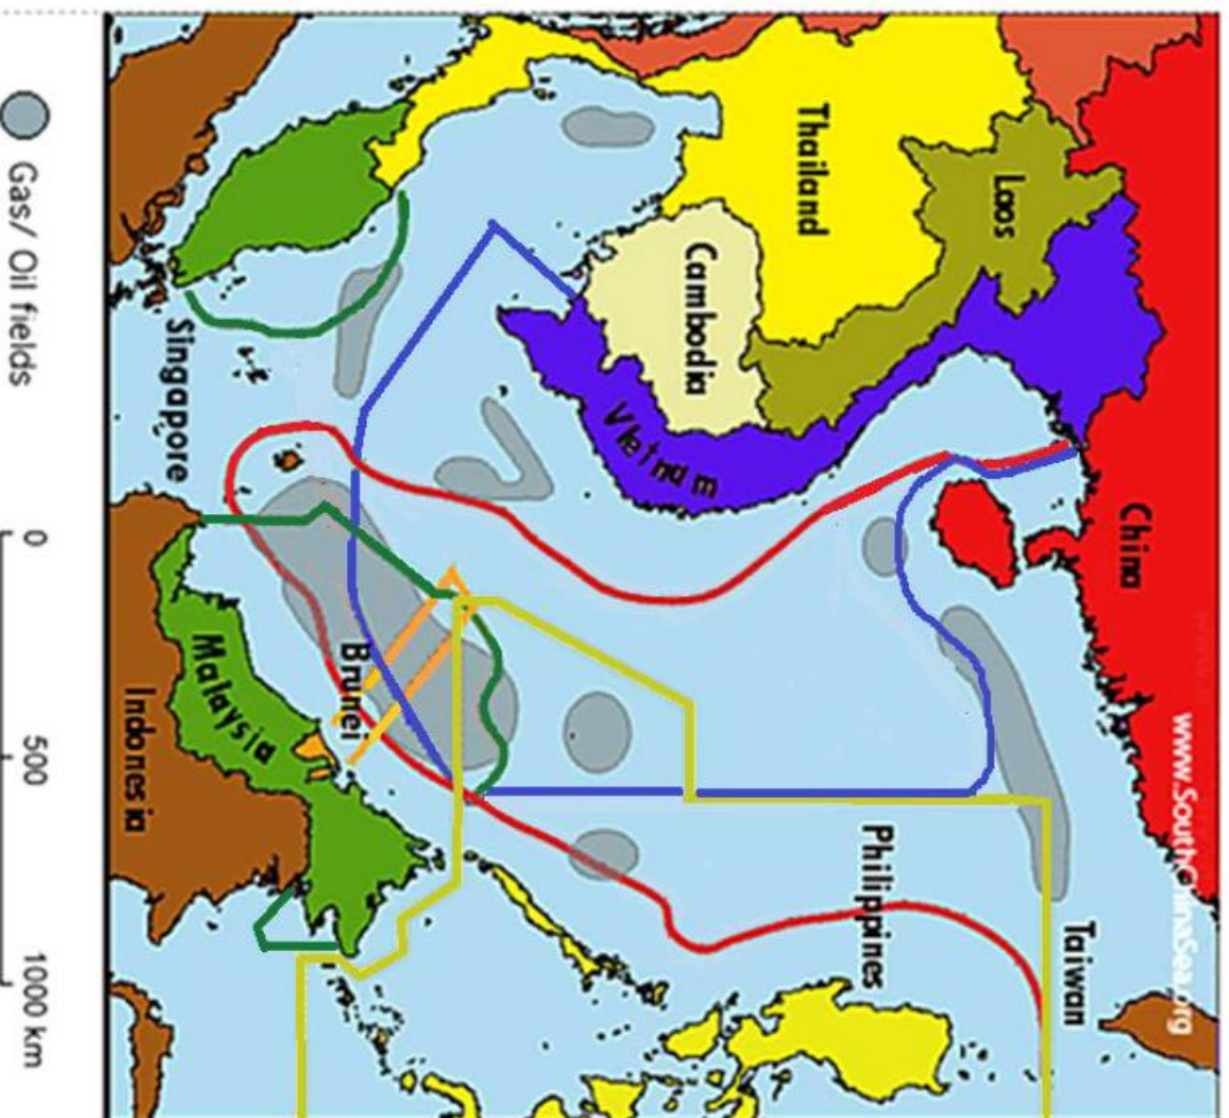 www.SouthChinaSea.org
China
Taiwan
Laos
Thailand
Cambodia
Vietnam
Philippines
Singapore
Brunei
Malaysia
Indonesia
Gas/ Oil fields
0 500 1000 km